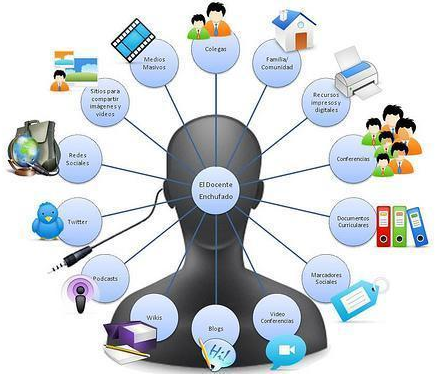 Colegas
Familia/
Comunidad
Recursos
impresos y
digitales
Conferencias
Documentos
Curriculares
Marcadores
Sociales
Video
Conferencias
Blogs
Hi!
Wikis
Podcasts
Twitter
Redes
Sociales
Sitios para
compartir
imágenes y
videos
Medios
Masivos
El Docente
Enchufado